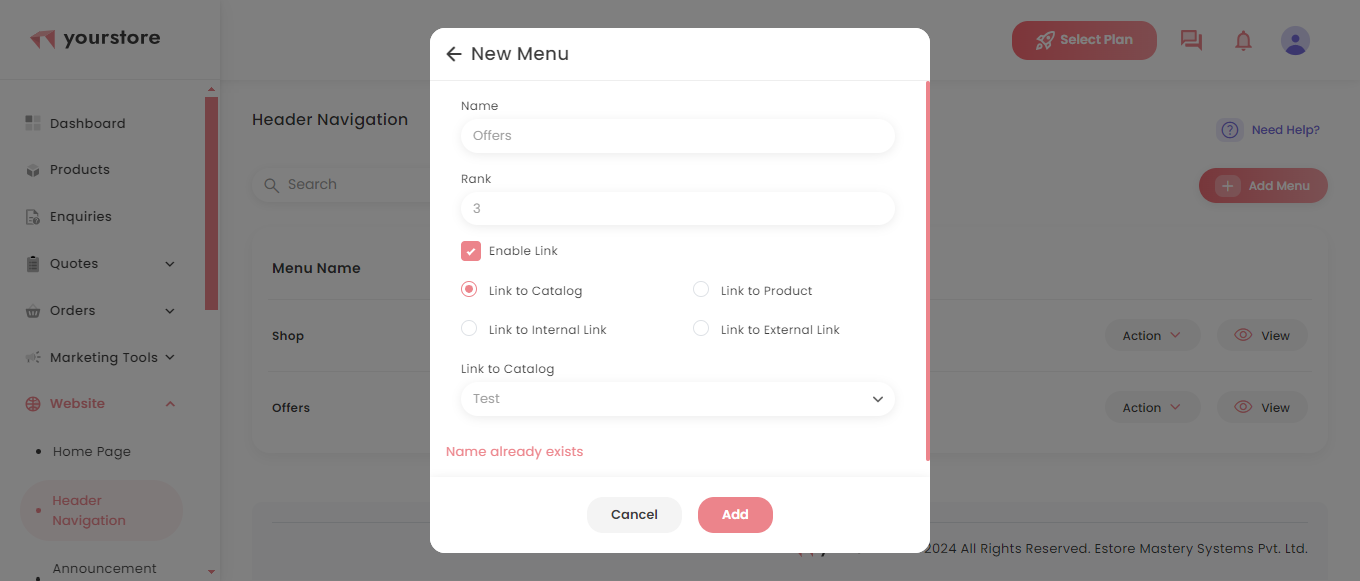 yourstore
Select Plan
Dashboard
Products
Enquiries
Quotes
Orders
Marketing Tools
Website
Home Page
Header
Navigation
Announcement
Header Navigation
Need Help?
Search
Add Menu
Menu Name
Shop
Action
View
Offers
Action
View
New Menu
Name
Offers
Rank
3
Enable Link
Link to Catalog
Link to Product
Link to Internal Link
Link to External Link
Link to Catalog
Test
Name already exists
Cancel
Add
2024 All Rights Reserved. Estore Mastery Systems Pvt. Ltd.